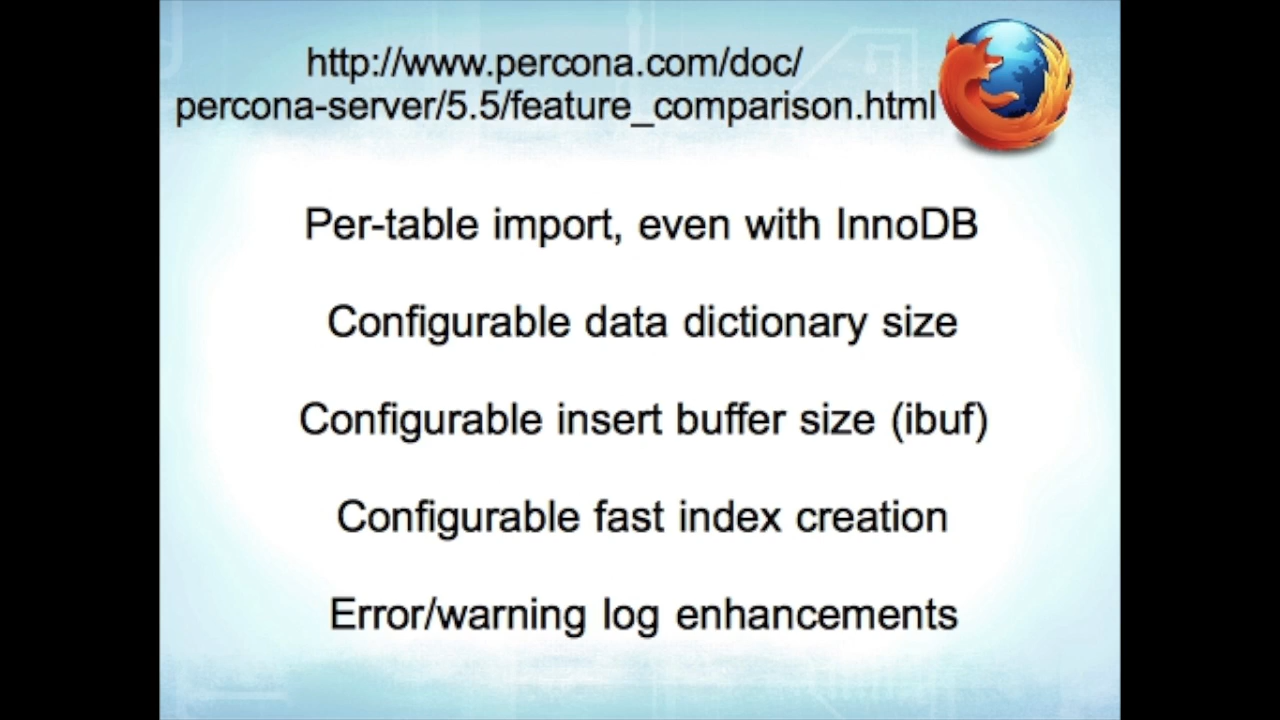 http://www.percona.com/doc/
percona-server/5.5/feature_comparison.html
Per-table import, even with InnoDB
Configurable data dictionary size
Configurable insert buffer size (ibuf)
Configurable fast index creation
Error/warning log enhancements